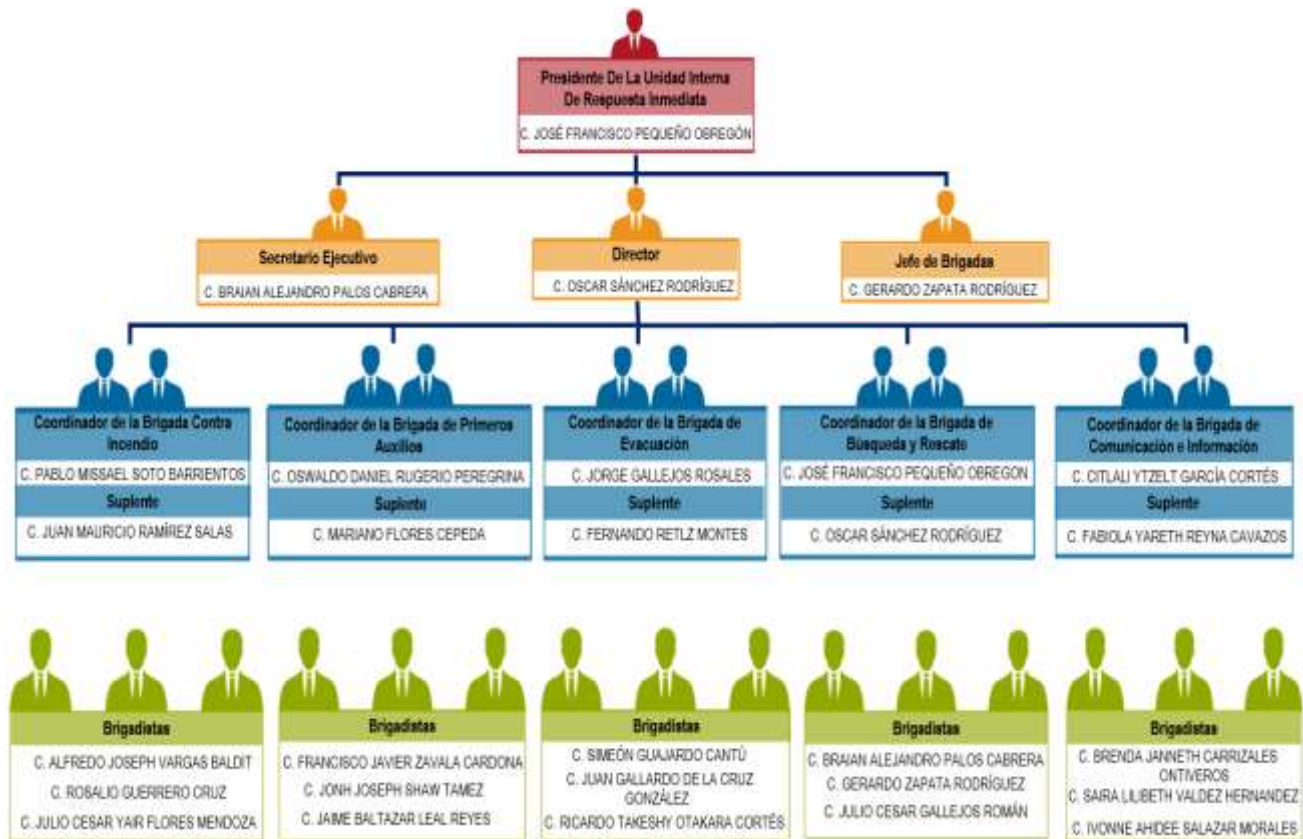 Presidente De La Unidad Interna
De Respuesta Inmediata
C. JOSÉ FRANCISCO PEQUEÑO OBREGÓN
Secretario Ejecutivo
C. BRAIAN ALEJANDRO PALOS CABRERA
Director
C. OSCAR SÁNCHEZ RODRÍGUEZ
Jefe de Brigadas
C. GERARDO ZAPATA RODRÍGUEZ
Coordinador de la Brigada Contra
Incendio
C. PABLO MISSAEL SOTO BARRIENTOS
Suplente
C. JUAN MAURICIO RAMÍREZ SALAS
Coordinador de la Brigada de Primeros
Auxilios
C. OSWALDO DANIEL RUGERIO PEREGRINA
Suplente
C. MARIANO FLORES CEPEDA
Coordinador de la Brigada de
Evacuación
C. JORGE GALLEJOS ROSALES
Suplente
C. FERNANDO RETLZ MONTES
Coordinador de la Brigada de
Búsqueda y Rescate
C. JOSÉ FRANCISCO PEQUEÑO OBREGON
Suplente
C. OSCAR SÁNCHEZ RODRÍGUEZ
Coordinador de la Brigada de
Comunicación e Información
C. CITLALI YTZELT GARCÍA CORTÉS
Suplente
C. FABIOLA YARETH REYNA CAVAZOS
Brigadistas
C. ALFREDO JOSEPH VARGAS BALDIT
C. ROSALIO GUERRERO CRUZ
C. JULIO CESAR YAIR FLORES MENDOZA
Brigadistas
C. FRANCISCO JAVIER ZAVALA CARDONA
C. JONH JOSEPH SHAW TAMEZ
C. JAIME BALTAZAR LEAL REYES
Brigadistas
C. SIMEÓN GUAJARDO CANTÚ
C. JUAN GALLARDO DE LA CRUZ
GONZÁLEZ
C. RICARDO TAKESHY OTAKARA CORTÉS
Brigadistas
C. BRAIAN ALEJANDRO PALOS CABRERA
C. GERARDO ZAPATA RODRÍGUEZ
C. JULIO CESAR GALLEJOS ROMÁN
Brigadistas
C. BRENDA JANNETH CARRIZALES
ONTIVEROS
C. SAIRA LILIBETH VALDEZ HERNANDEZ
C. IVONNE AHIDEE SALAZAR MORALES